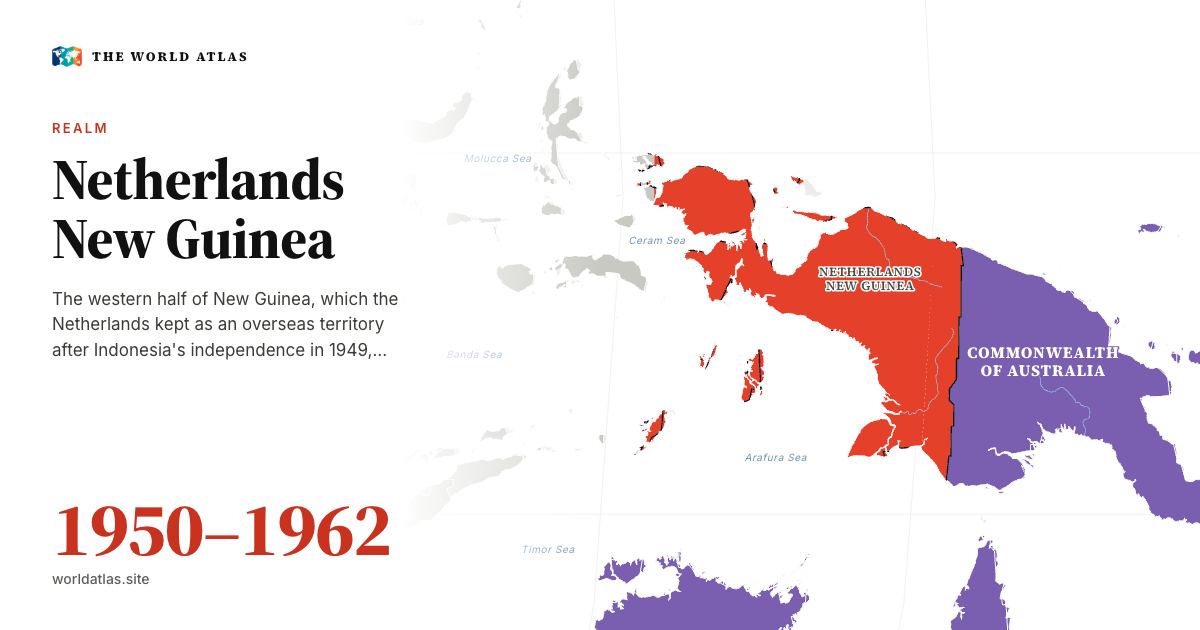 THE WORLD ATLAS
REALM
Netherlands
New Guinea
The western half of New Guinea, which the
Netherlands kept as an overseas territory
after Indonesia's independence in 1949,...
1950–1962
worldatlas.site
Molucca Sea
Ceram Sea
NETHERLANDS
NEW GUINEA
Banda Sea
COMMONWEALTH
OF AUSTRALIA
Arafura Sea
Timor Sea